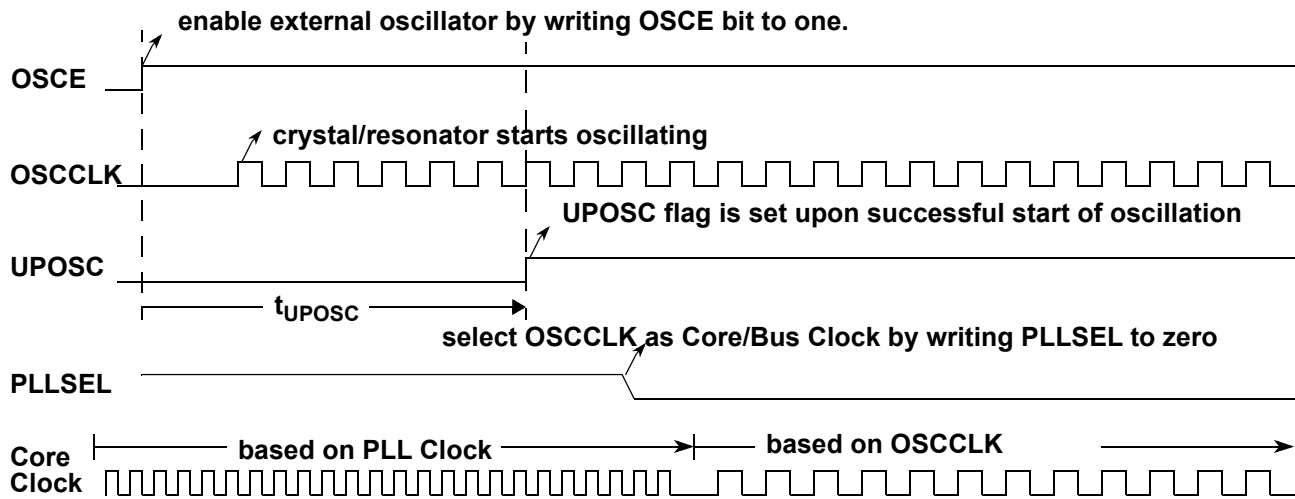 enable external oscillator by writing OSCE bit to one.
OSCE
crystal/resonator starts oscillating
OSCCLK
UPOSC flag is set upon successful start of oscillation
UPOSC
tUPOSC
select OSCCLK as Core/Bus Clock by writing PLLSEL to zero
PLLSEL
based on PLL Clock
based on OSCCLK
Core
Clock